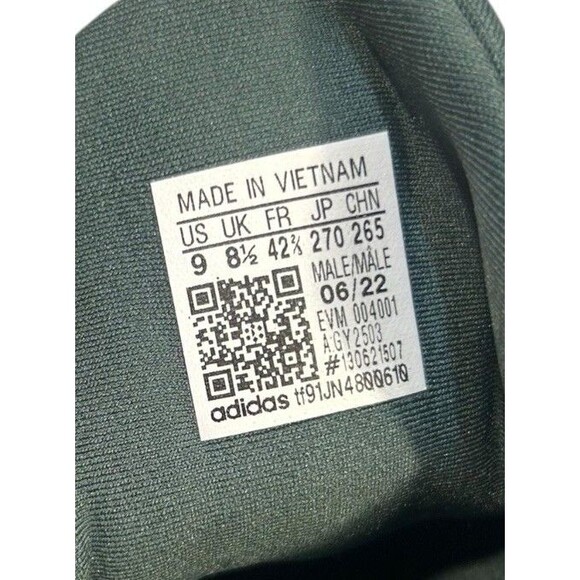 MADE IN VIETNAM
US UK FR JP CHN
9 8½ 42⅔ 270 265
MALE/MÂLE
06/22
EVM 004001
A:GY2503
#130621507
adidas tf91JN4800610